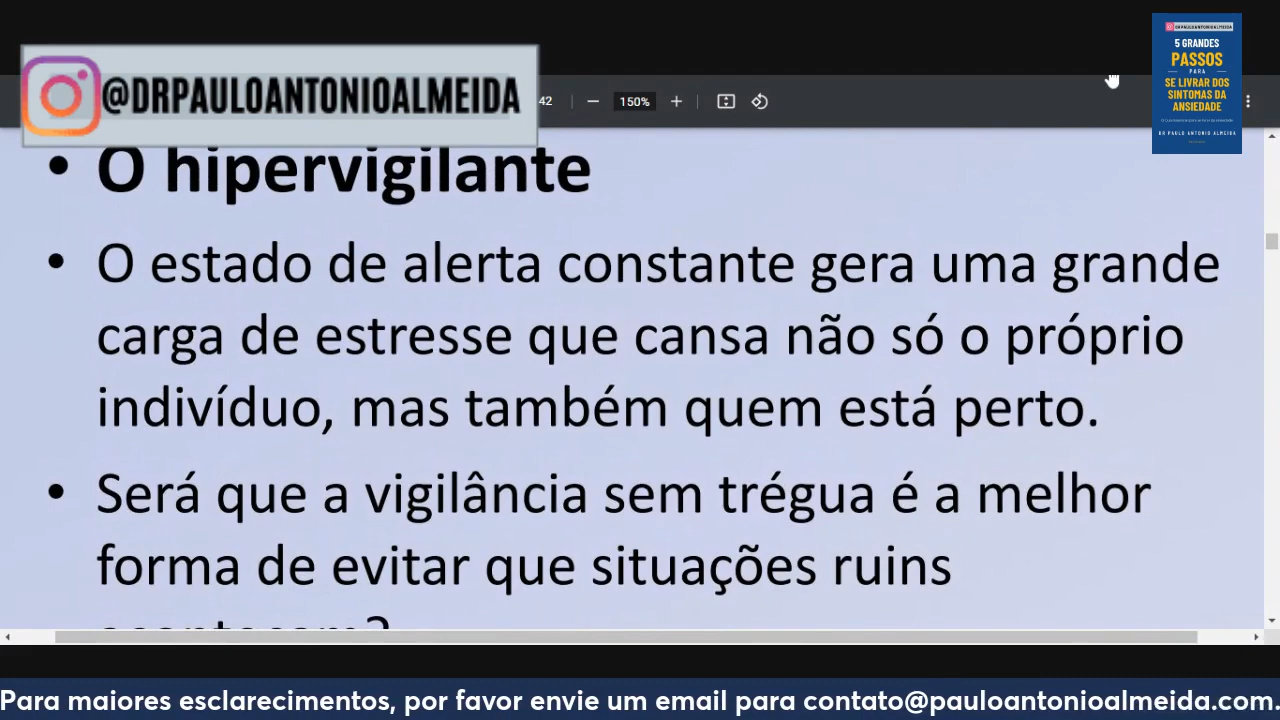 @DRPAULOANTONIOALMEIDA
42
150%
5 GRANDES
PASSOS
PARA
SE LIVRAR DOS
SINTOMAS DA
ANSIEDADE
DR PAULO ANTONIO ALMEIDA
• O hipervigilante
• O estado de alerta constante gera uma grande
carga de estresse que cansa não só o próprio
indivíduo, mas também quem está perto.
• Será que a vigilância sem trégua é a melhor
forma de evitar que situações ruins
Para maiores esclarecimentos, por favor envie um email para contato@pauloantonioalmeida.com.